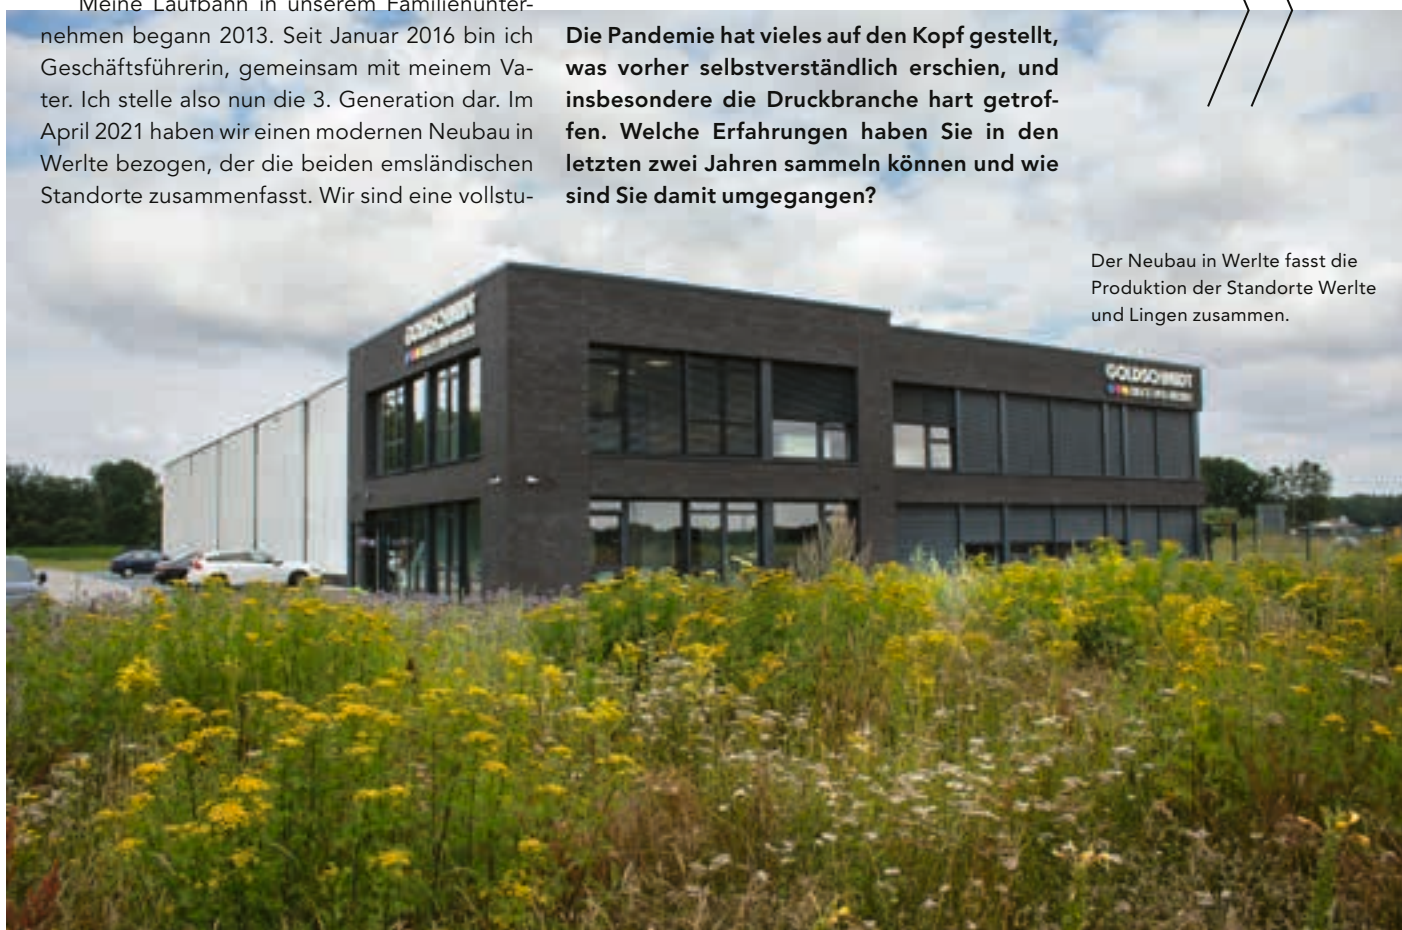 Meine Laufbahn in unserem Familienunter-
nehmen begann 2013. Seit Januar 2016 bin ich
Geschäftsführerin, gemeinsam mit meinem Va-
ter. Ich stelle also nun die 3. Generation dar. Im
April 2021 haben wir einen modernen Neubau in
Werlte bezogen, der die beiden emsländischen
Standorte zusammenfasst. Wir sind eine vollstu-
Die Pandemie hat vieles auf den Kopf gestellt,
was vorher selbstverständlich erschien, und
insbesondere die Druckbranche hart getrof-
fen. Welche Erfahrungen haben Sie in den
letzten zwei Jahren sammeln können und wie
sind Sie damit umgegangen?
Der Neubau in Werlte fasst die
Produktion der Standorte Werlte
und Lingen zusammen.
GOLDSCHMIDT
GOLDSCHMIDT